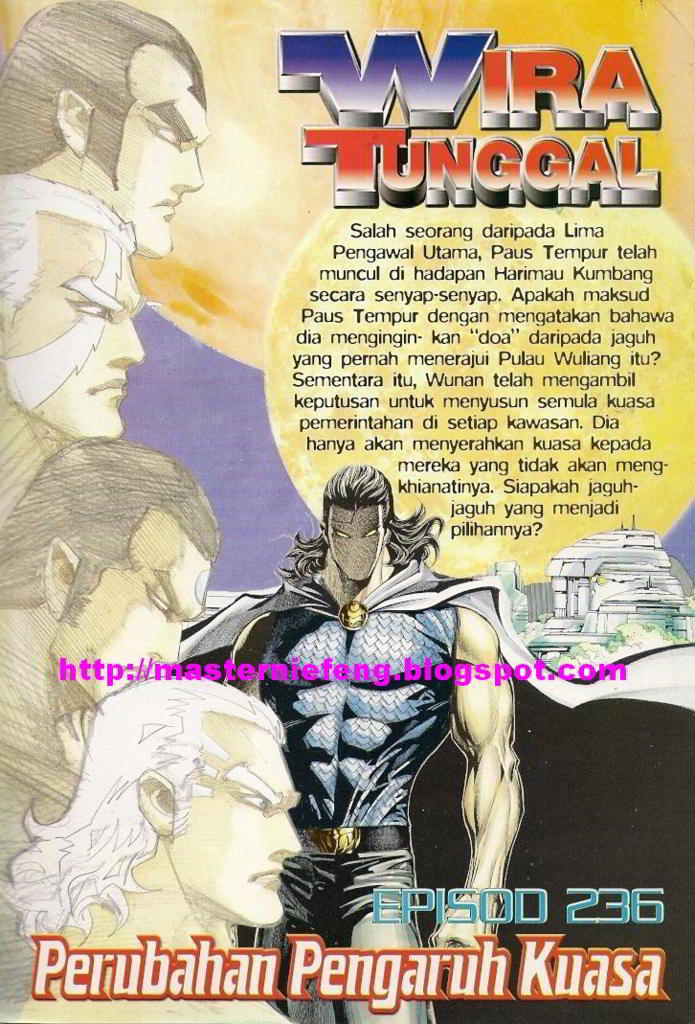 WIRA
TUNGGAL
Salah seorang daripada Lima
Pengawal Utama, Paus Tempur telah
muncul di hadapan Harimau Kumbang
secara senyap-senyap. Apakah maksud
Paus Tempur dengan mengatakan bahawa
dia mengingin- kan "doa" daripada jaguh
yang pernah menerajui Pulau Wuliang itu?
Sementara itu, Wunan telah mengambil
keputusan untuk menyusun semula kuasa
pemerintahan di setiap kawasan. Dia
hanya akan menyerahkan kuasa kepada
mereka yang tidak akan meng-
khianatinya. Siapakah jaguh-
jaguh yang menjadi
pilihannya?
http://masterniefeng.blogspot.com
EPISOD 236
Perubahan Pengaruh Kuasa